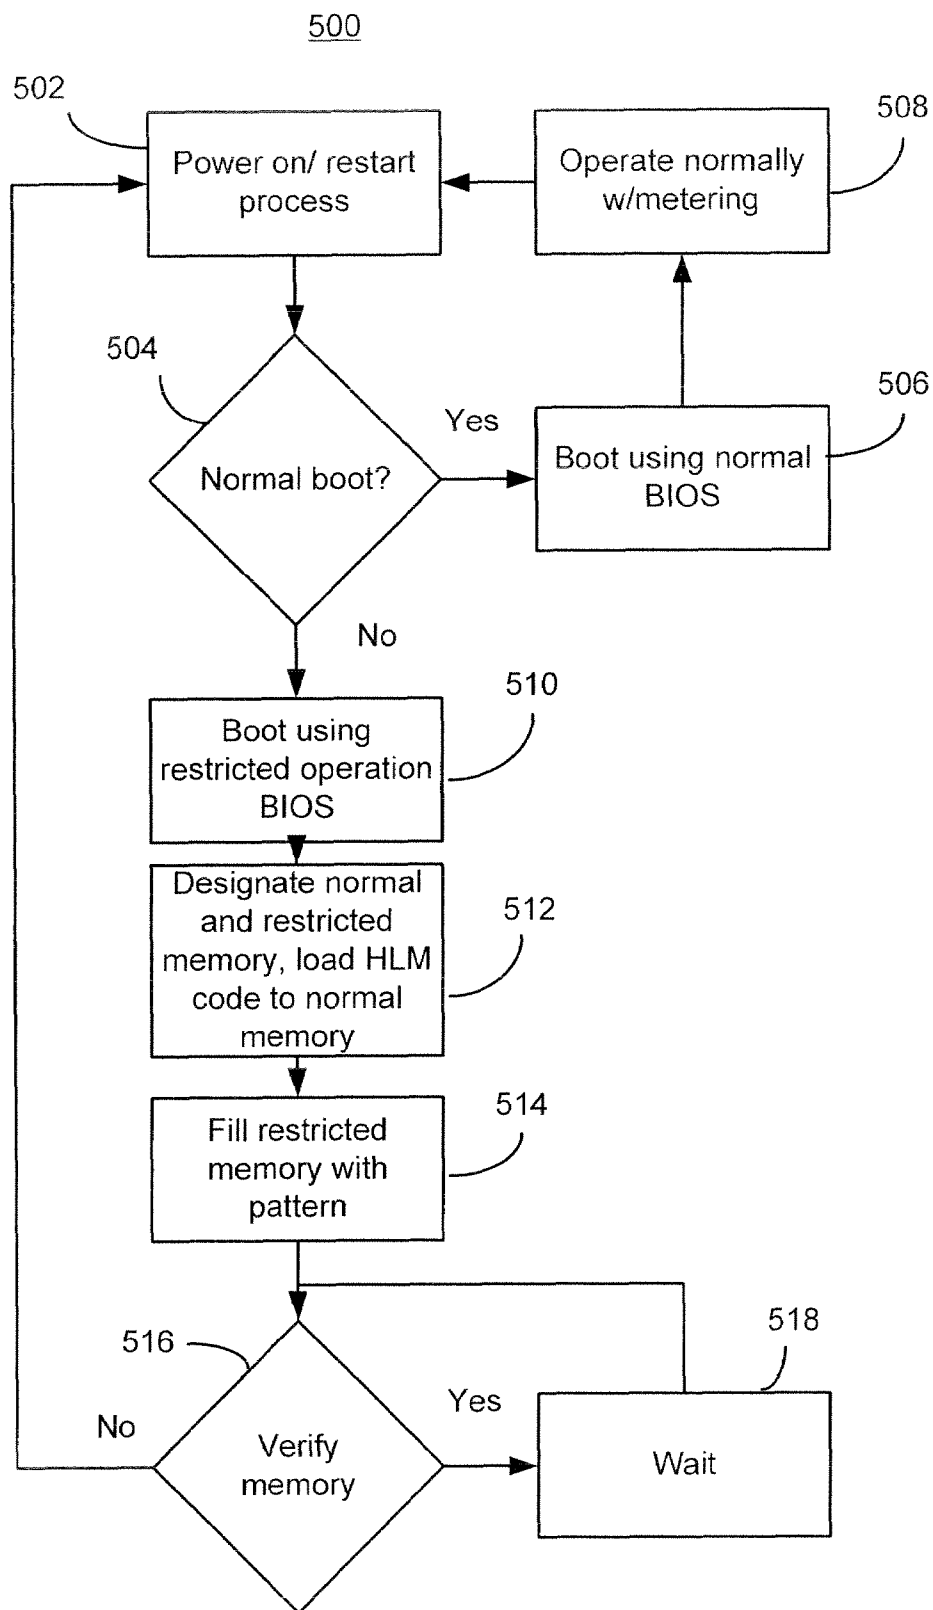 500
502
Power on/ restart
process
508
Operate normally
w/metering
504
Normal boot?
Yes
506
Boot using normal
BIOS
No
510
Boot using
restricted operation
BIOS
512
Designate normal
and restricted
memory, load HLM
code to normal
memory
514
Fill restricted
memory with
pattern
516
Verify
memory
No
Yes
518
Wait